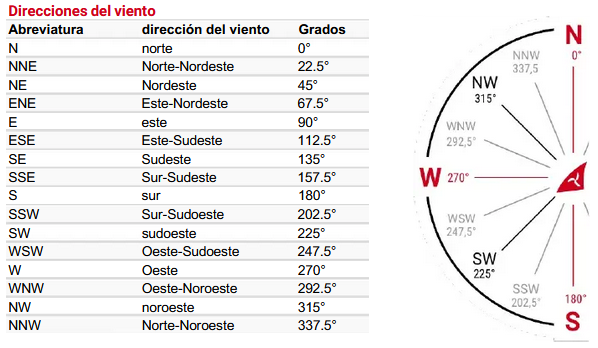 Direcciones del viento
Abreviatura dirección del viento Grados
N norte 0°
NNE Norte-Nordeste 22.5°
NE Nordeste 45°
ENE Este-Nordeste 67.5°
E este 90°
ESE Este-Sudeste 112.5°
SE Sudeste 135°
SSE Sur-Sudeste 157.5°
S sur 180°
SSW Sur-Sudoeste 202.5°
SW sudoeste 225°
WSW Oeste-Sudoeste 247.5°
W Oeste 270°
WNW Oeste-Noroeste 292.5°
NW noroeste 315°
NNW Norte-Noroeste 337.5°
N
0°
NNW
337,5
NW
315°
WNW
292,5°
W 270°
WSW
247,5°
SW
225°
SSW
202,5°
180°
S